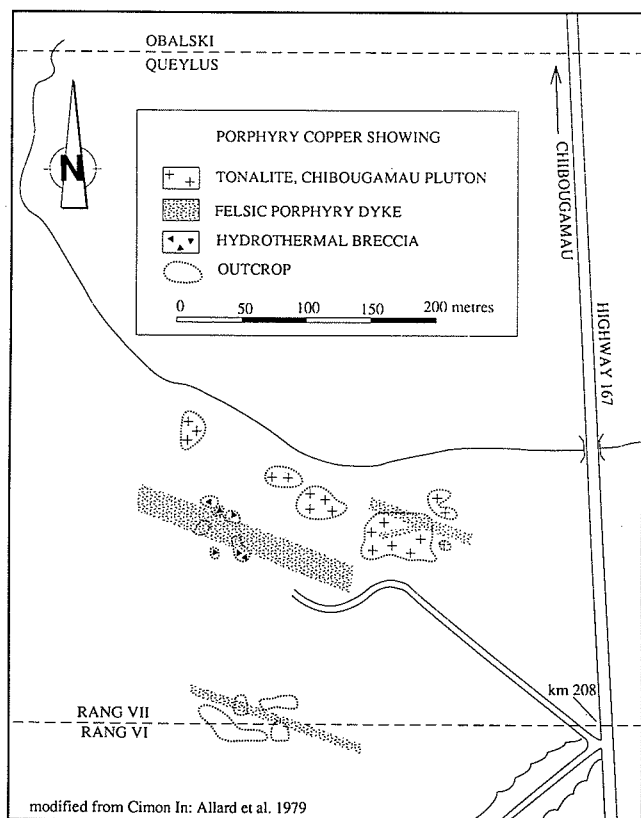 OBALSKI
QUEYLUS
N
PORPHYRY COPPER SHOWING
TONALITE, CHIBOUGAMAU PLUTON
FELSIC PORPHYRY DYKE
HYDROTHERMAL BRECCIA
OUTCROP
0 50 100 150 200 metres
CHIBOUGAMAU
HIGHWAY 167
km 208
RANG VII
RANG VI
modified from Cimon In: Allard et al. 1979